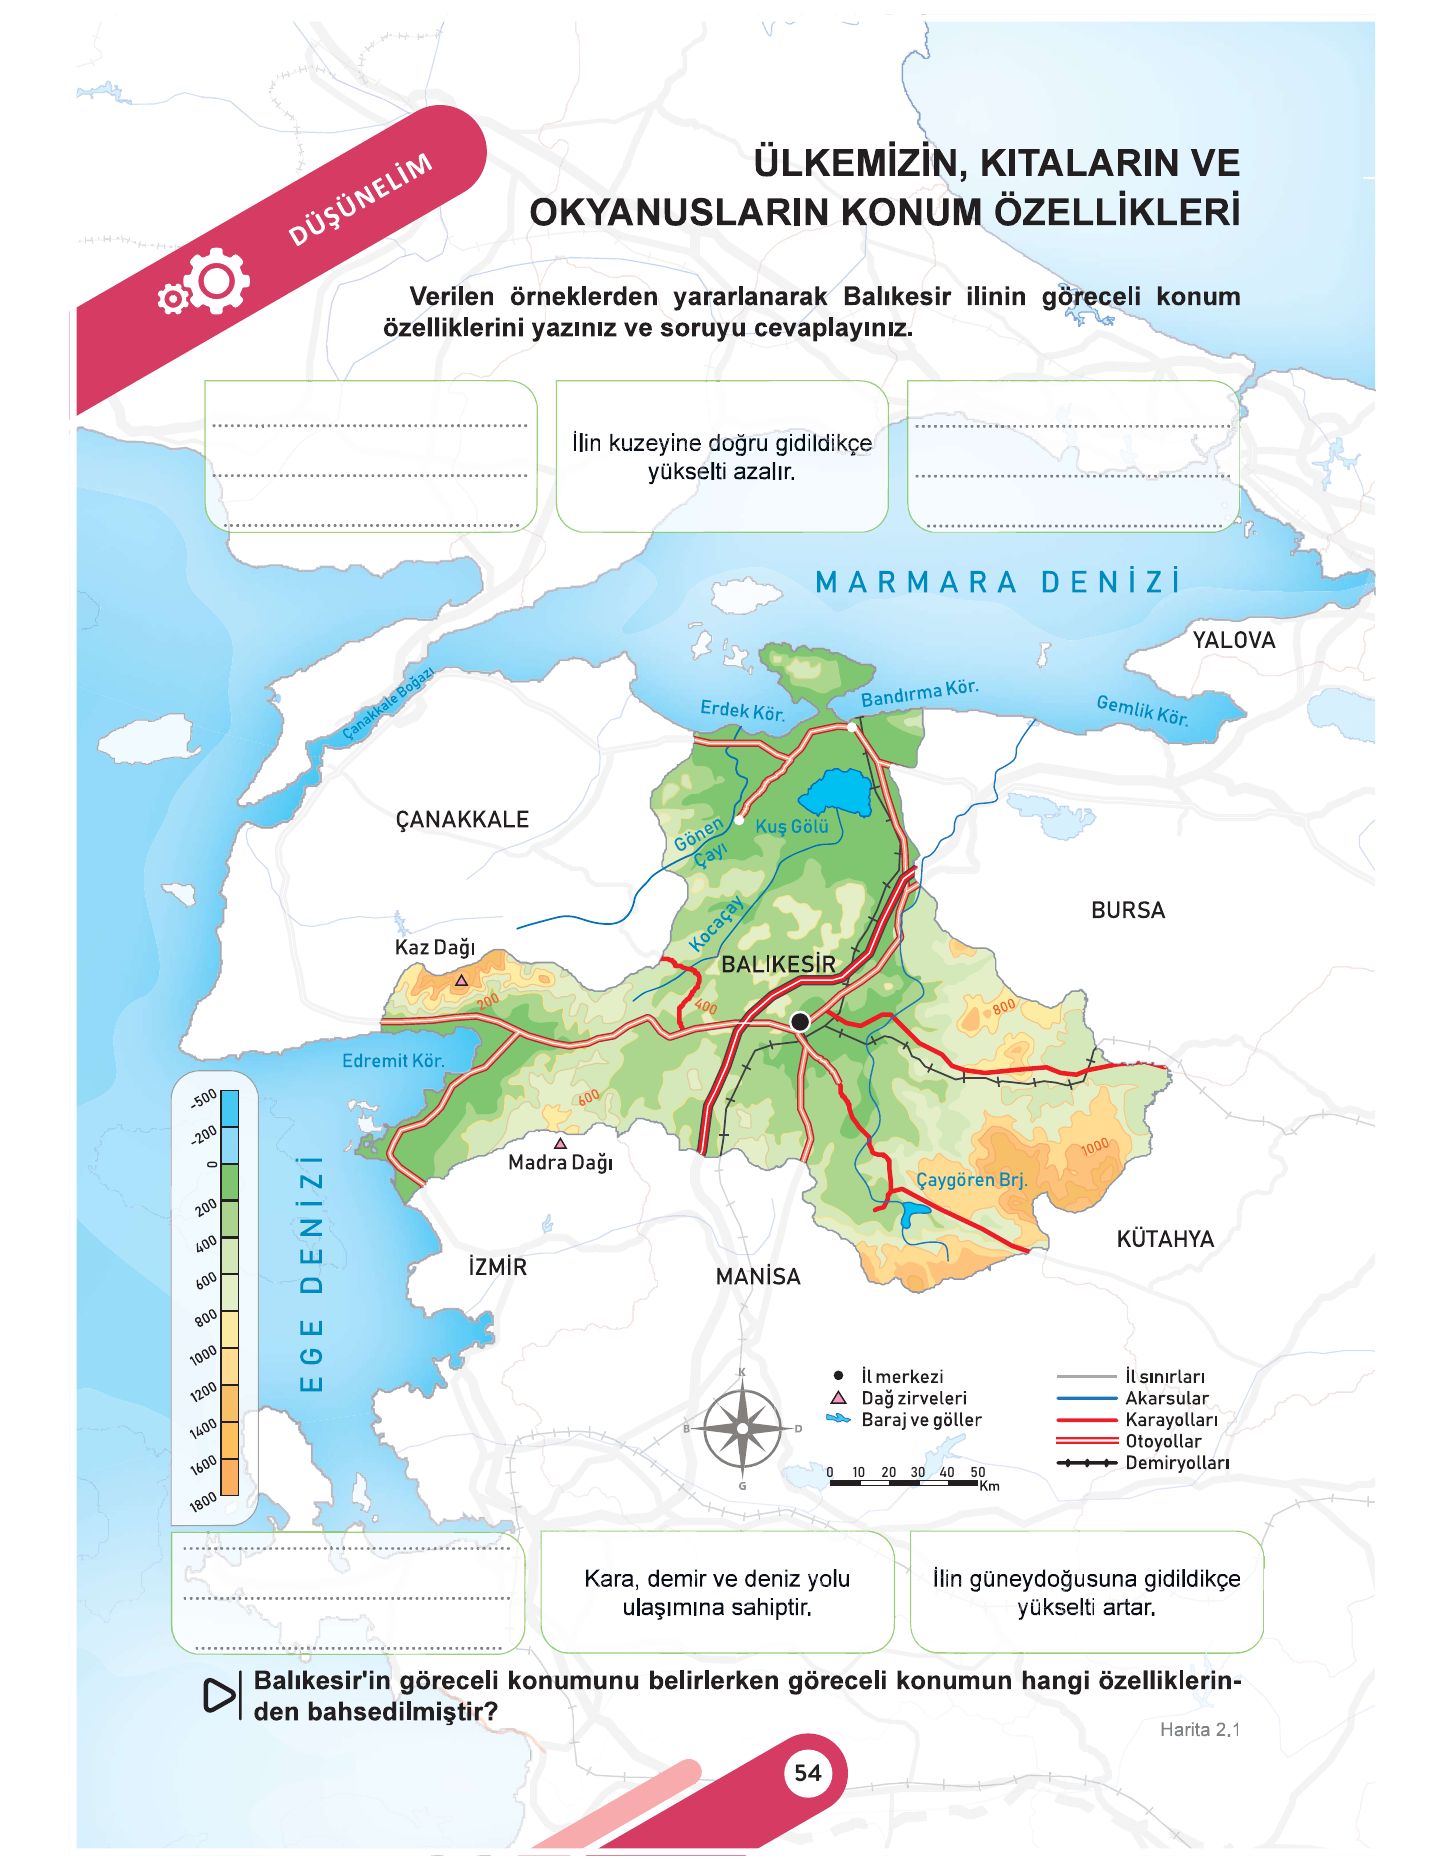 DÜŞÜNELİM
ÜLKEMİZİN, KITALARIN VE
OKYANUSLARIN KONUM ÖZELLİKLERİ
Verilen örneklerden yararlanarak Balıkesir ilinin göreceli konum
özelliklerini yazınız ve soruyu cevaplayınız.
İlin kuzeyine doğru gidildikçe
yükselti azalır.
MARMARA DENİZİ
YALOVA
Çanakkale Boğazı
Erdek Kör.
Bandırma Kör.
Gemlik Kör.
ÇANAKKALE
Gönen
Çayı
Kuş Gölü
Kocaçay
BURSA
Kaz Dağı
BALIKESİR
200
400
800
Edremit Kör.
600
1000
Madra Dağı
Çaygören Brj.
EGE DENİZİ
İZMİR
MANİSA
KÜTAHYA
-500
-200
0
200
400
600
800
1000
1200
1400
1600
1800
K
B
D
G
İl merkezi
Dağ zirveleri
Baraj ve göller
0 10 20 30 40 50
Km
İl sınırları
Akarsular
Karayolları
Otoyollar
Demiryolları
Kara, demir ve deniz yolu
ulaşımına sahiptir.
İlin güneydoğusuna gidildikçe
yükselti artar.
Balıkesir'in göreceli konumunu belirlerken göreceli konumun hangi özelliklerin-
den bahsedilmiştir?
Harita 2.1
54